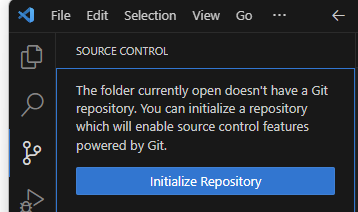 File Edit Selection View Go ...
SOURCE CONTROL
The folder currently open doesn't have a Git
repository. You can initialize a repository
which will enable source control features
powered by Git.
Initialize Repository